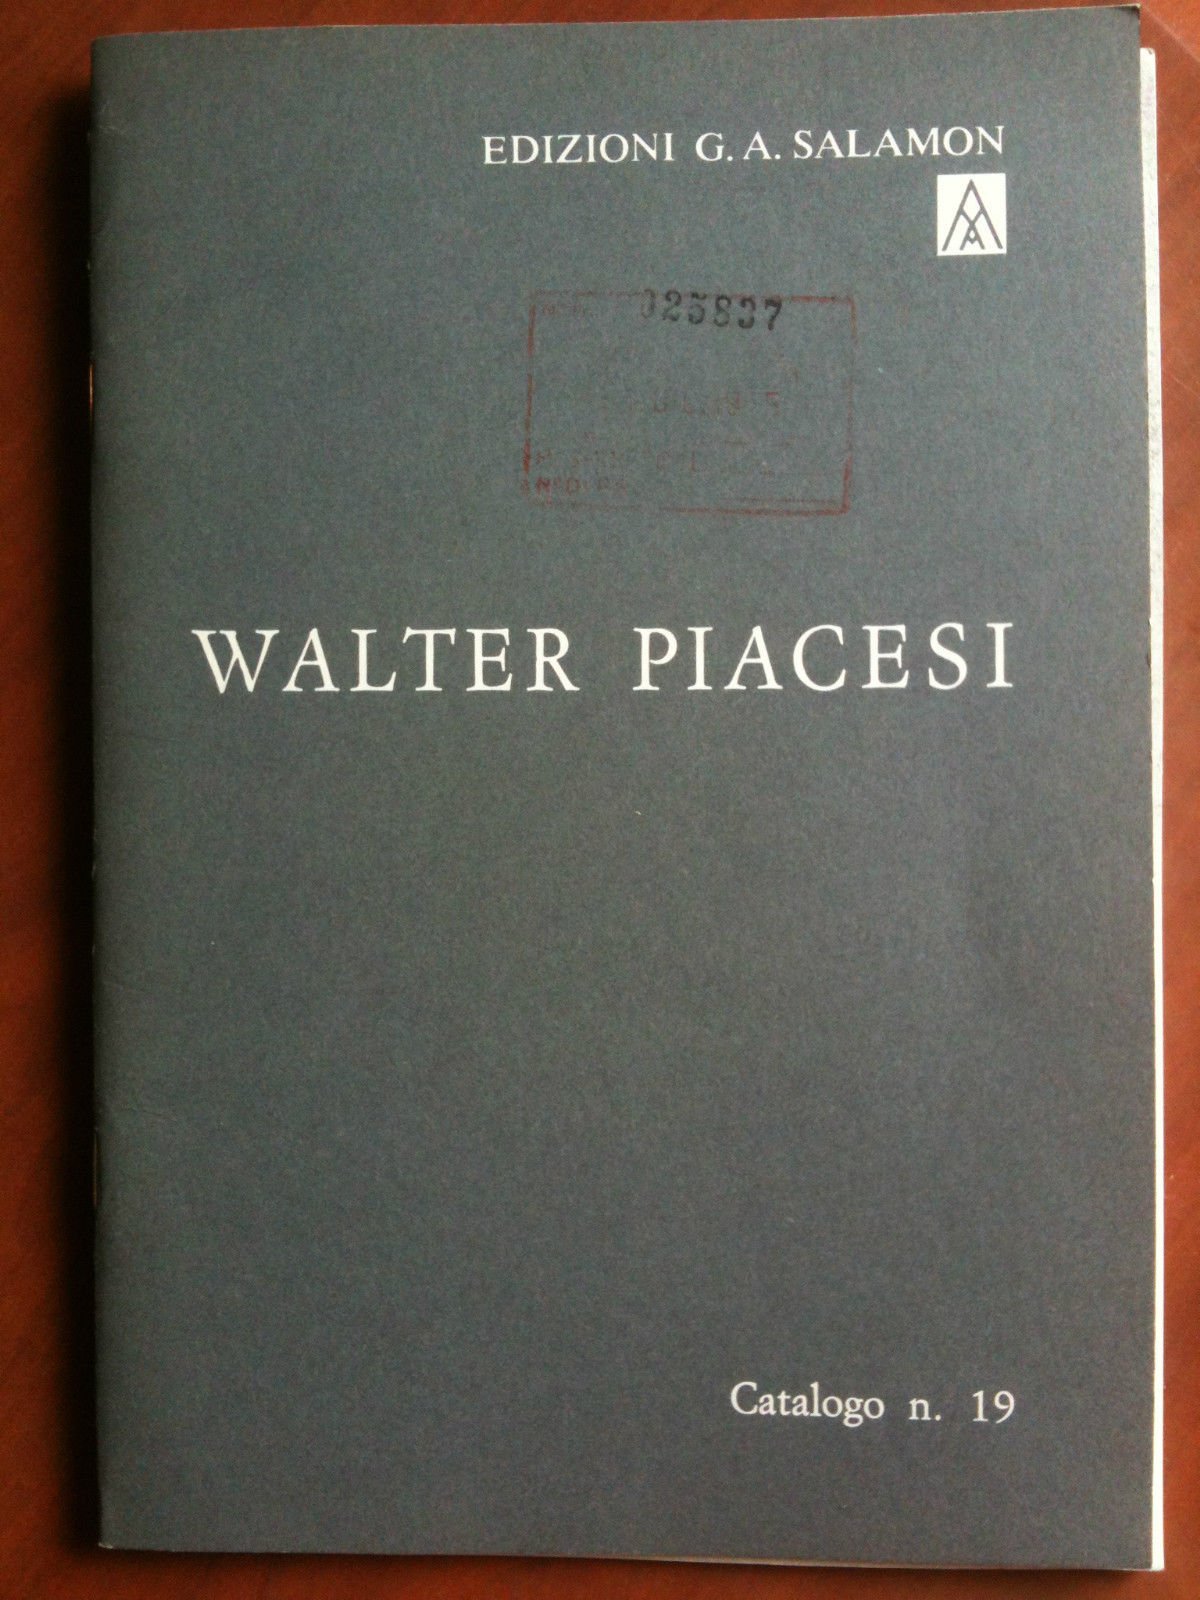 EDIZIONI G. A. SALAMON
025837
WALTER PIACESI
Catalogo n. 19